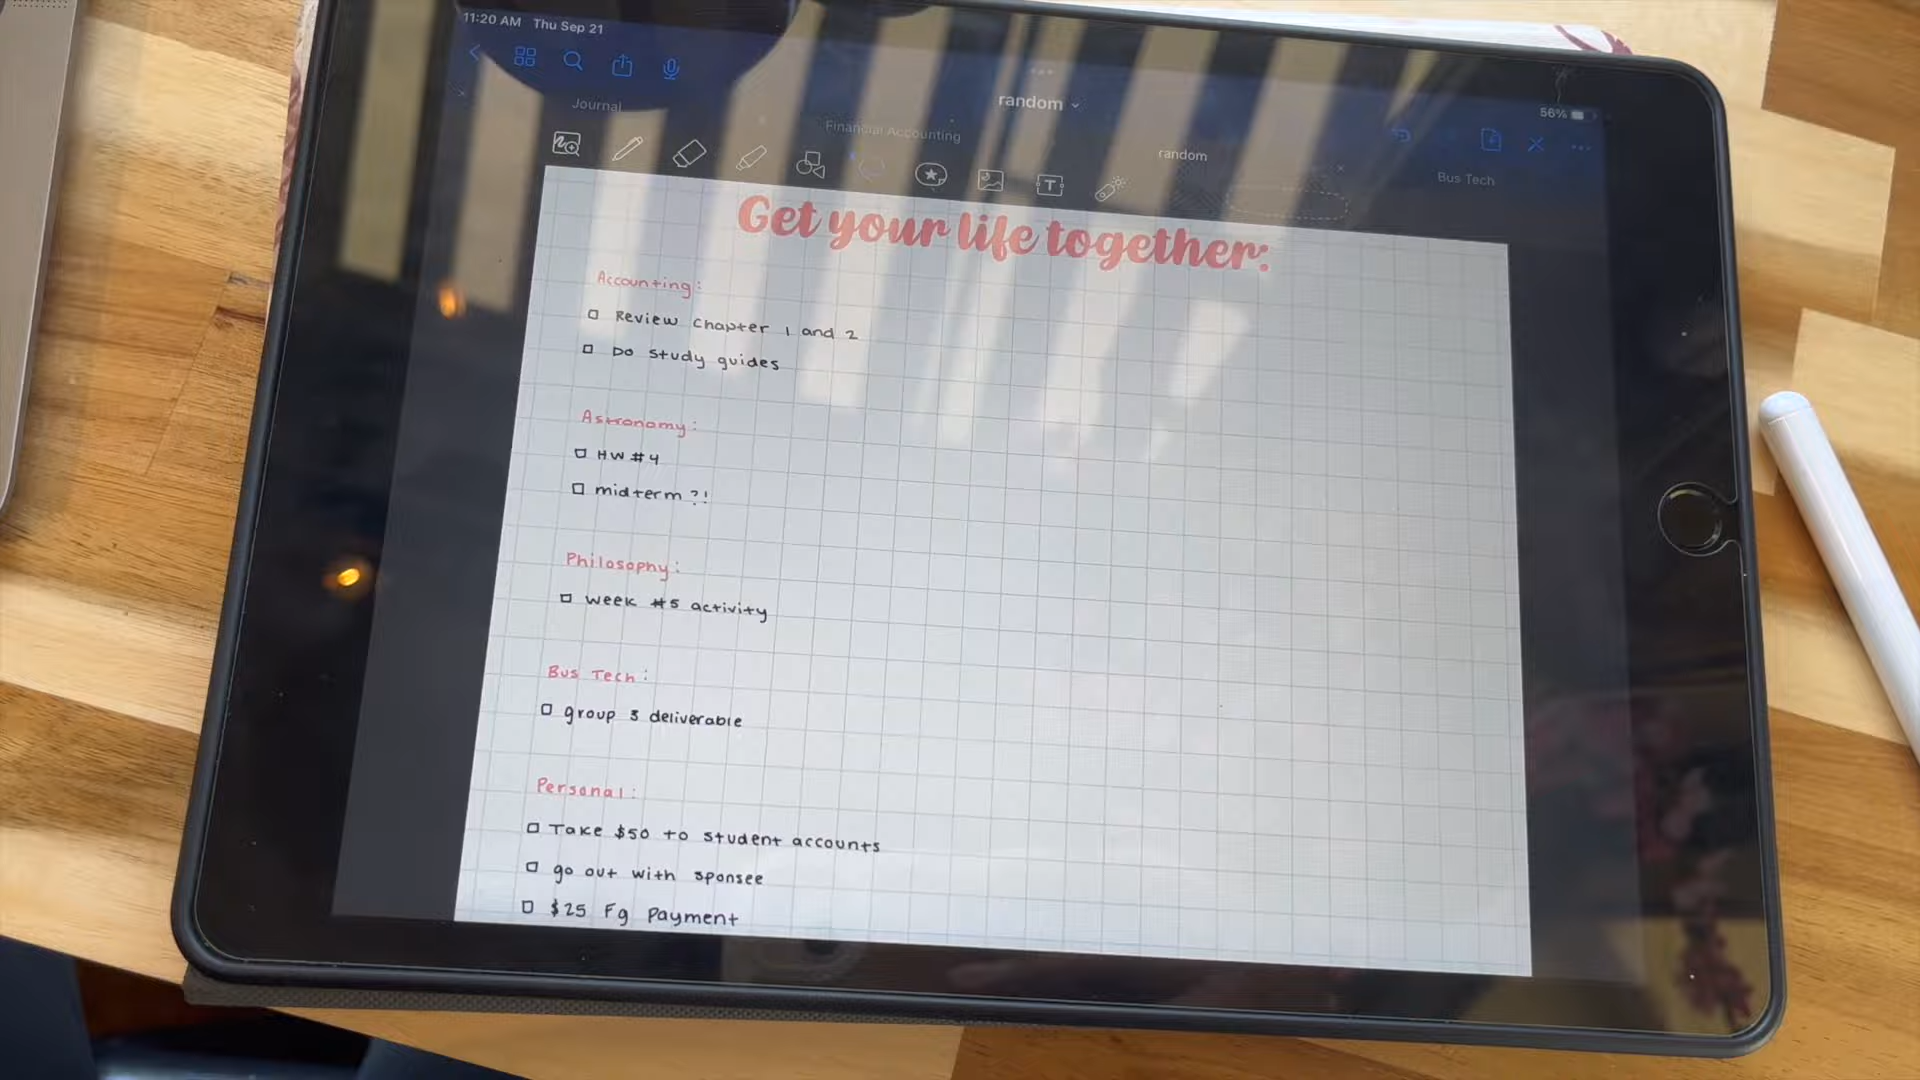 11:20 AM Thu Sep 21
random
56%
Journal
Financial Accounting
random
Bus Tech
Get your life together:
Accounting:
Review Chapter 1 and 2
Do study guides
Astronomy:
HW #4
midterm ?!
Philosophy:
week #5 activity
Bus Tech:
group 3 deliverable
Personal:
Take $50 to student accounts
go out with sponsee
$25 Fg Payment